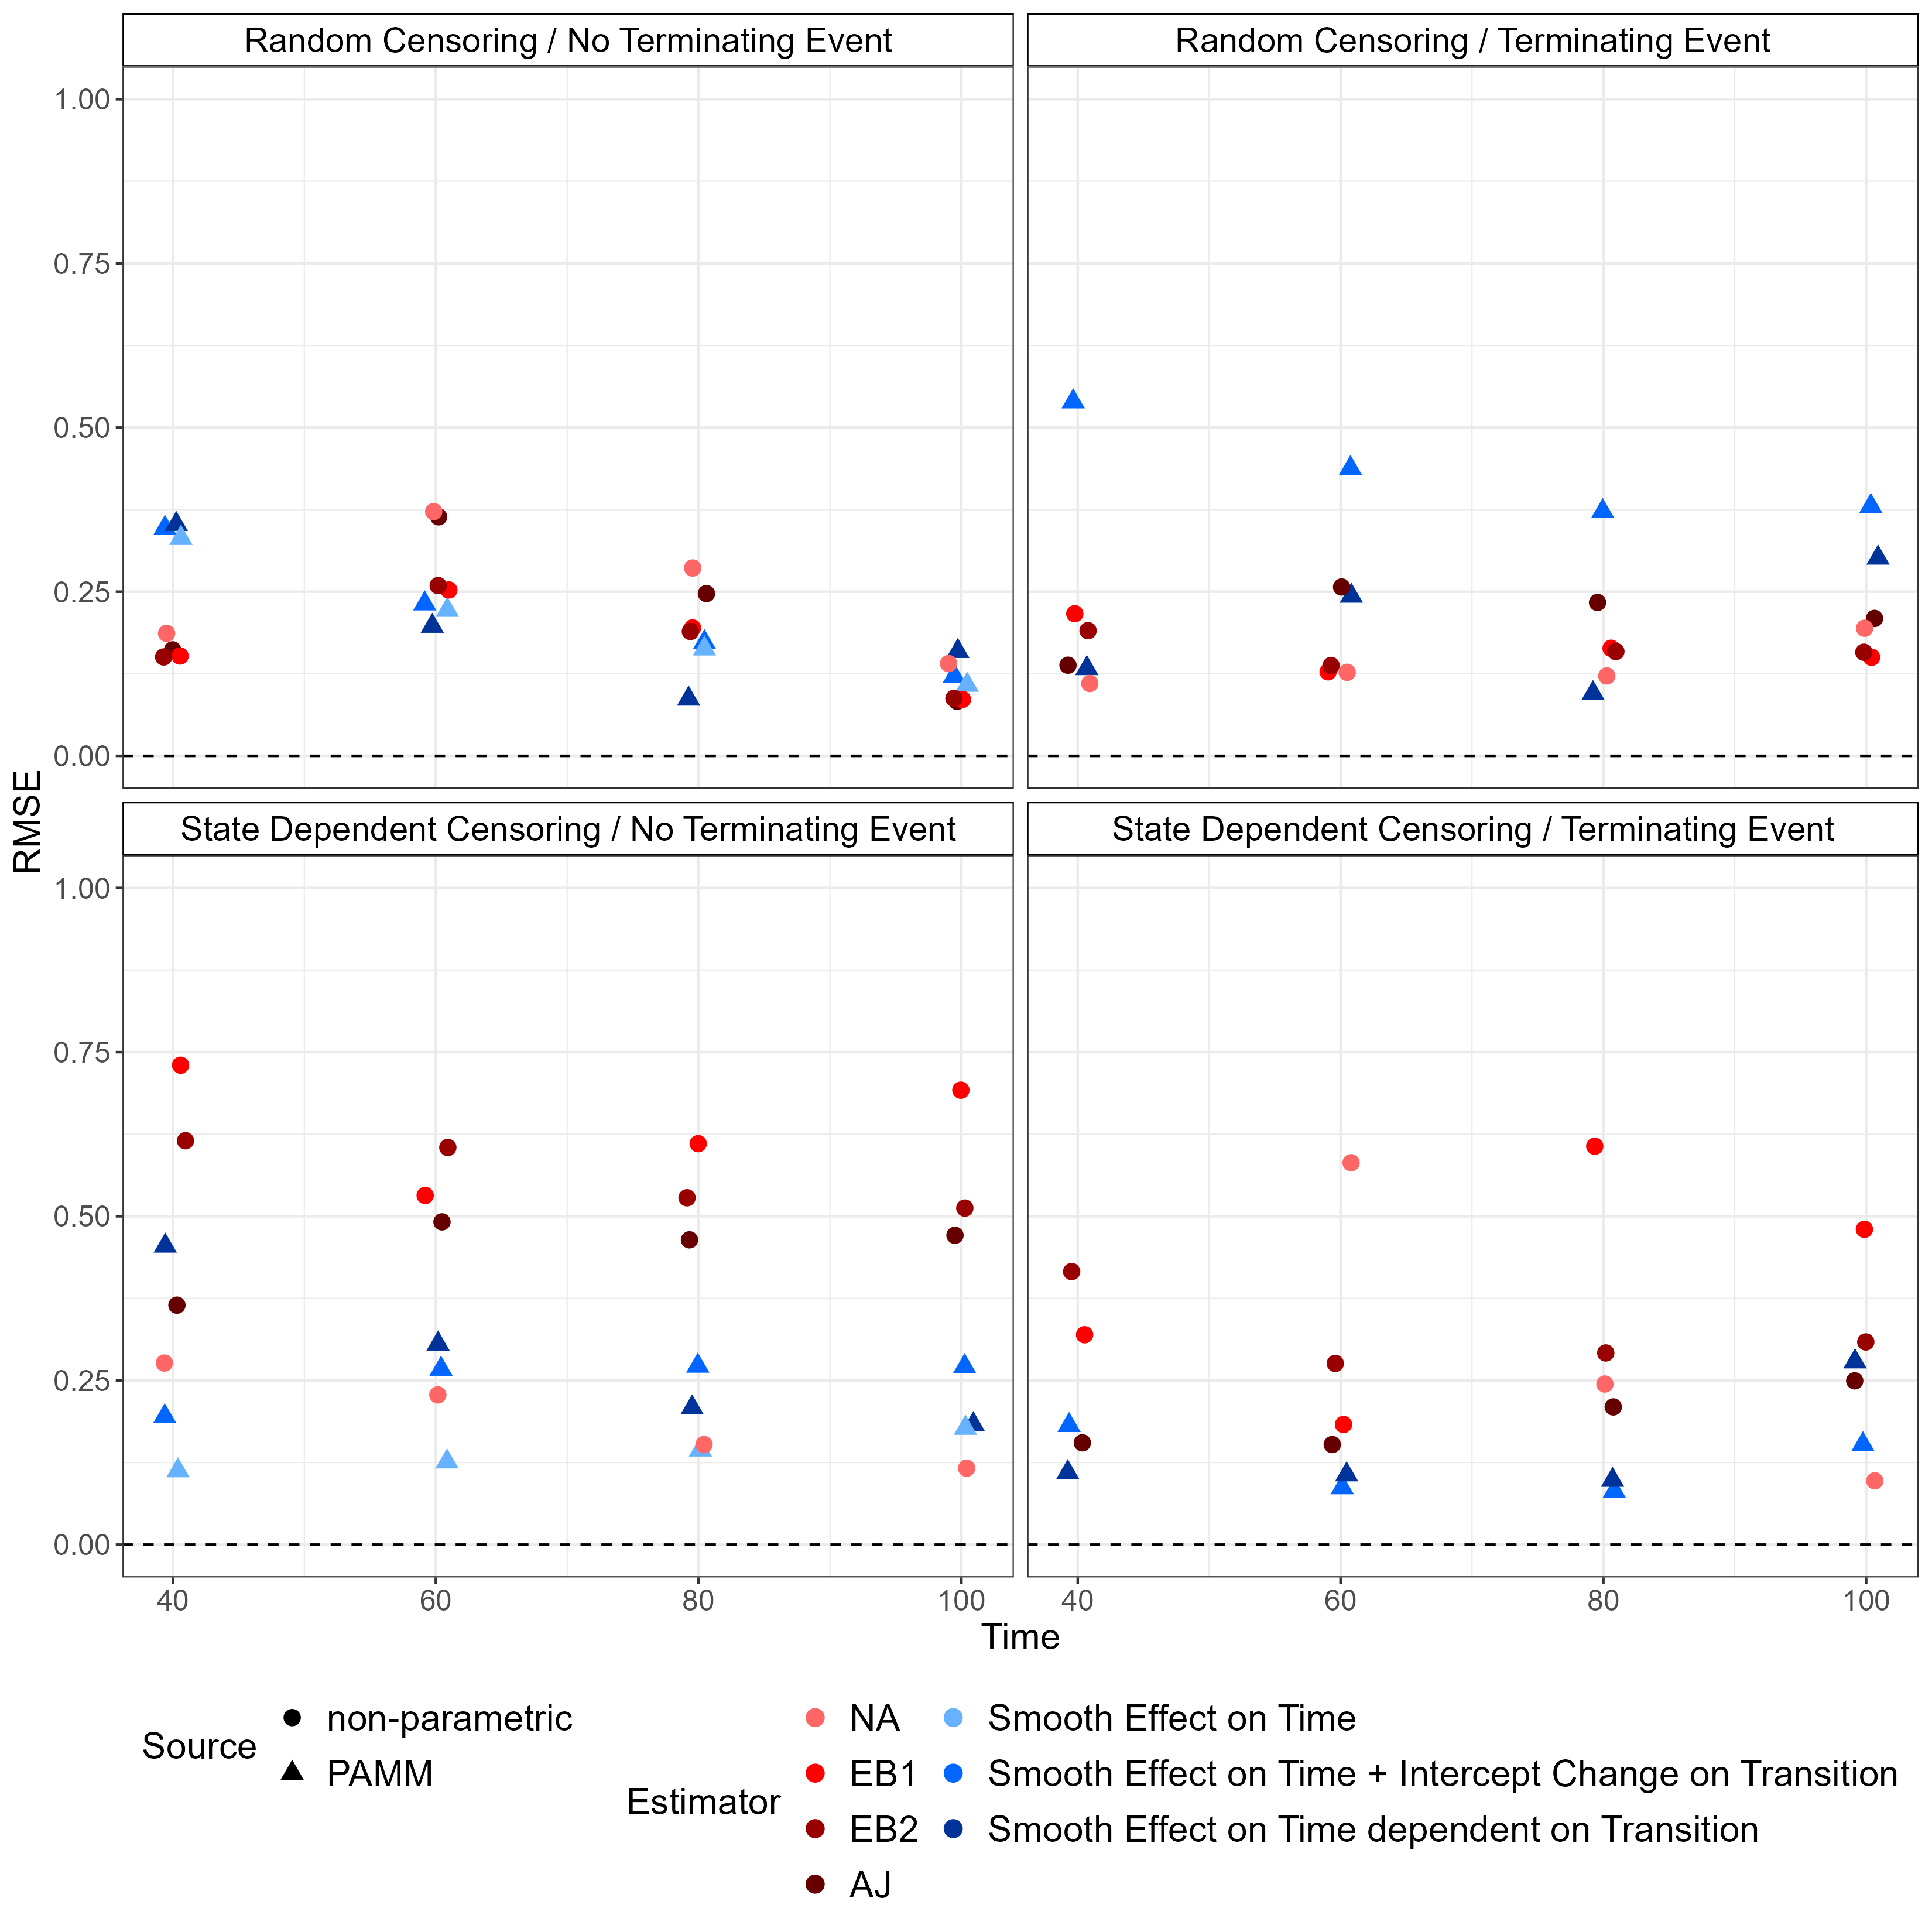 Random Censoring / No Terminating Event
Random Censoring / Terminating Event
1.00
0.75
0.50
0.25
0.00
State Dependent Censoring / No Terminating Event
State Dependent Censoring / Terminating Event
RMSE
1.00
0.75
0.50
0.25
0.00
40 60 80 100
40 60 80 100
Time
Source
non-parametric
PAMM
Estimator
NA
EB1
EB2
AJ
Smooth Effect on Time
Smooth Effect on Time + Intercept Change on Transition
Smooth Effect on Time dependent on Transition